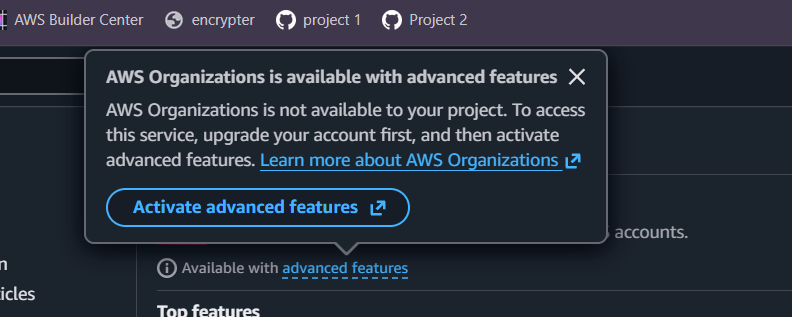 AWS Builder Center encrypter project 1 Project 2
AWS Organizations is available with advanced features
AWS Organizations is not available to your project. To access
this service, upgrade your account first, and then activate
advanced features. Learn more about AWS Organizations
Activate advanced features
accounts.
Available with advanced features
Top features